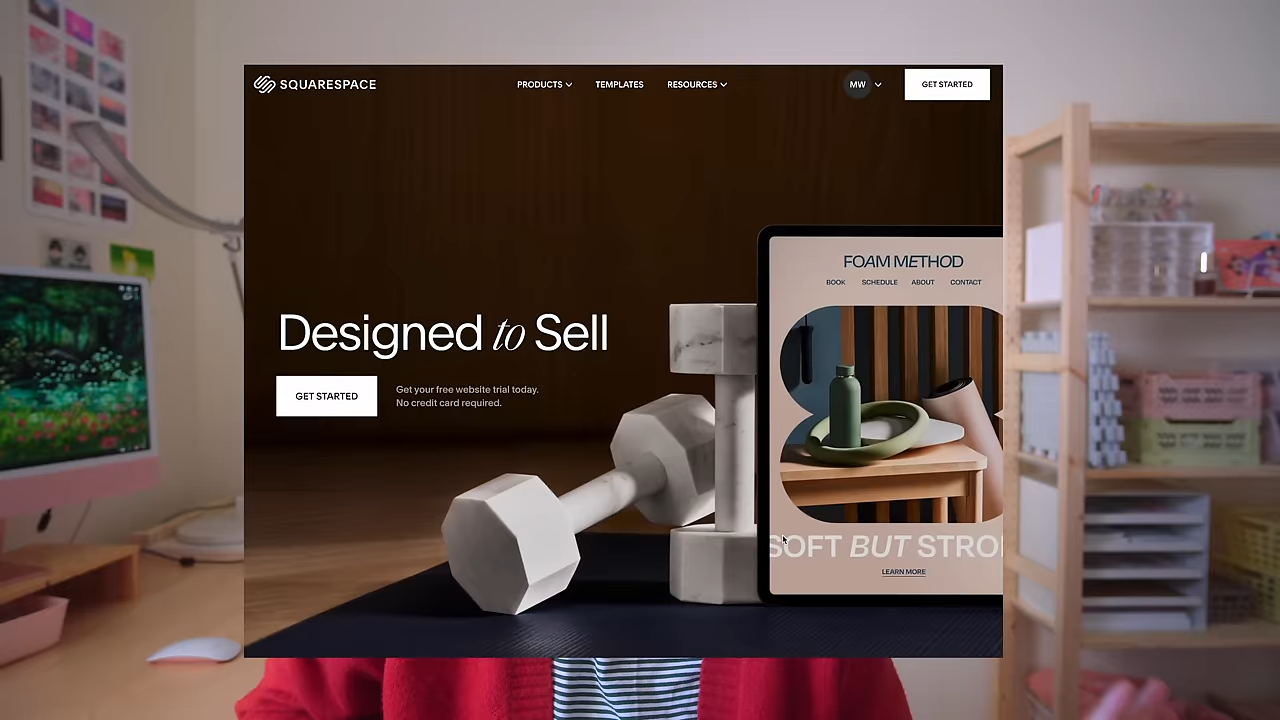 SQUARESPACE
PRODUCTS
TEMPLATES
RESOURCES
MW
GET STARTED
Designed to Sell
GET STARTED
Get your free website trial today.
No credit card required.
FOAM METHOD
BOOK
SCHEDULE
ABOUT
CONTACT
SOFT BUT STRO
LEARN MORE